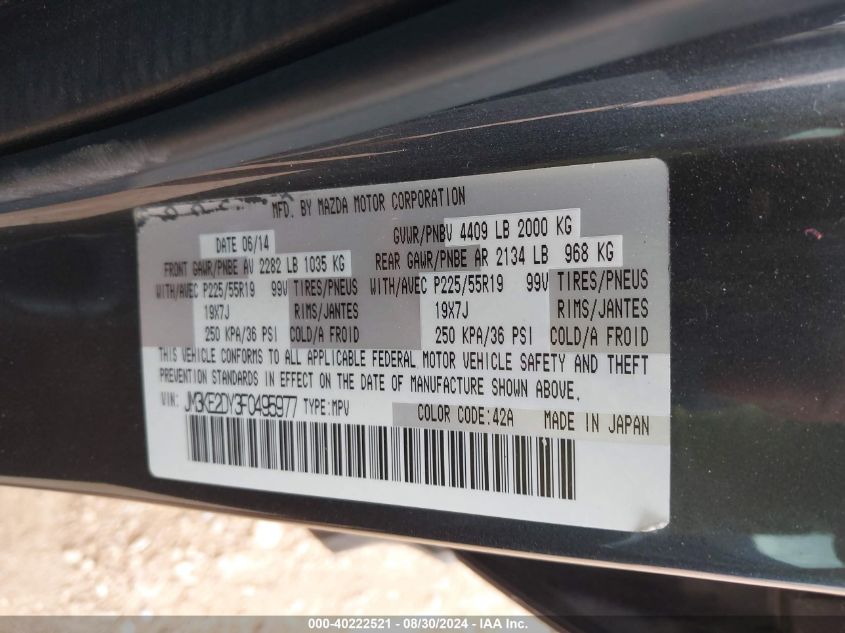 MFD. BY MAZDA MOTOR CORPORATION
DATE 06/14 GVWR/PNBV 4409 LB 2000 KG
FRONT GAWR/PNBE AV 2282 LB 1035 KG REAR GAWR/PNBE AR 2134 LB 968 KG
WITH/AVEC P225/55R19 99V TIRES/PNEUS WITH/AVEC P225/55R19 99V TIRES/PNEUS
19X7J RIMS/JANTES 19X7J RIMS/JANTES
250 KPA/36 PSI COLD/A FROID 250 KPA/36 PSI COLD/A FROID
THIS VEHICLE CONFORMS TO ALL APPLICABLE FEDERAL MOTOR VEHICLE SAFETY AND THEFT
PREVENTION STANDARDS IN EFFECT ON THE DATE OF MANUFACTURE SHOWN ABOVE.
VIN: JM3KE2DY3F0495977 TYPE:MPV COLOR CODE:42A MADE IN JAPAN
000-40222521 - 08/30/2024 - IAA Inc.